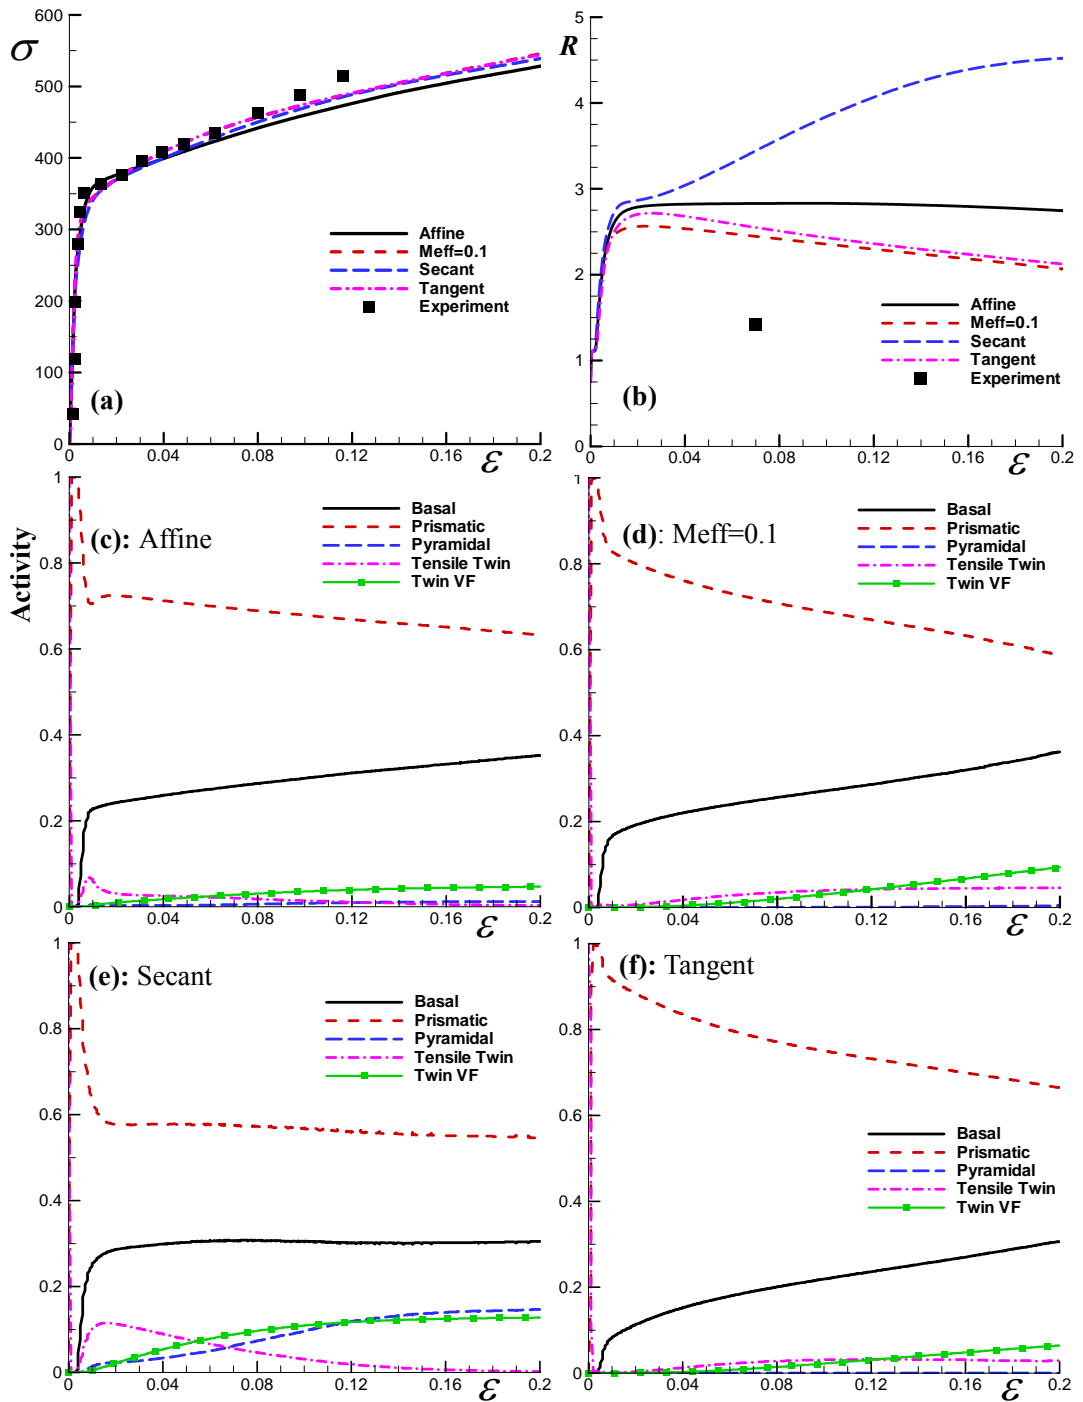 σ
600
500
400
300
200
100
0
0
0.04
0.08
0.12
0.16
0.2
ε
Affine
Meff=0.1
Secant
Tangent
Experiment
(a)
R
5
4
3
2
1
0
0
0.04
0.08
0.12
0.16
0.2
ε
Affine
Meff=0.1
Secant
Tangent
Experiment
(b)
Activity
1
0.8
0.6
0.4
0.2
0
0
0.04
0.08
0.12
0.16
0.2
ε
(c): Affine
Basal
Prismatic
Pyramidal
Tensile Twin
Twin VF
1
0.8
0.6
0.4
0.2
0
0
0.04
0.08
0.12
0.16
0.2
ε
(d): Meff=0.1
Basal
Prismatic
Pyramidal
Tensile Twin
Twin VF
1
0.8
0.6
0.4
0.2
0
0
0.04
0.08
0.12
0.16
0.2
ε
(e): Secant
Basal
Prismatic
Pyramidal
Tensile Twin
Twin VF
1
0.8
0.6
0.4
0.2
0
0
0.04
0.08
0.12
0.16
0.2
ε
(f): Tangent
Basal
Prismatic
Pyramidal
Tensile Twin
Twin VF